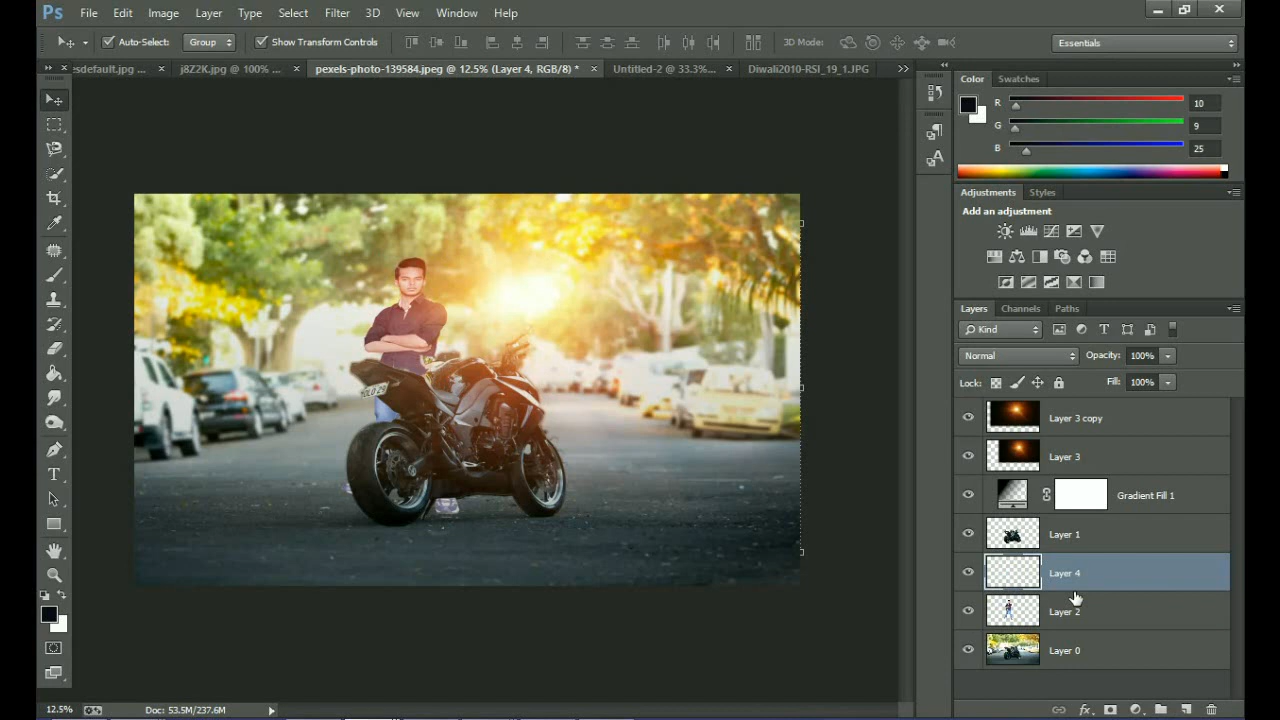 Ps File Edit Image Layer Type Select Filter 3D View Window Help
Auto-Select: Group Show Transform Controls 3D Mode: Essentials
esdefault.jpg ... × j8Z2K.jpg @ 100% ... × pexels-photo-139584.jpeg @ 12.5% (Layer 4, RGB/8) * × Untitled-2 @ 33.3%... × Diwali2010-RSI_19_1.JPG
Color Swatches
R 10
G 9
B 25
Adjustments Styles
Add an adjustment
Layers Channels Paths
Kind
Normal Opacity: 100%
Lock: Fill: 100%
Layer 3 copy
Layer 3
Gradient Fill 1
Layer 1
Layer 4
Layer 2
Layer 0
12.5% Doc: 53.5M/237.6M